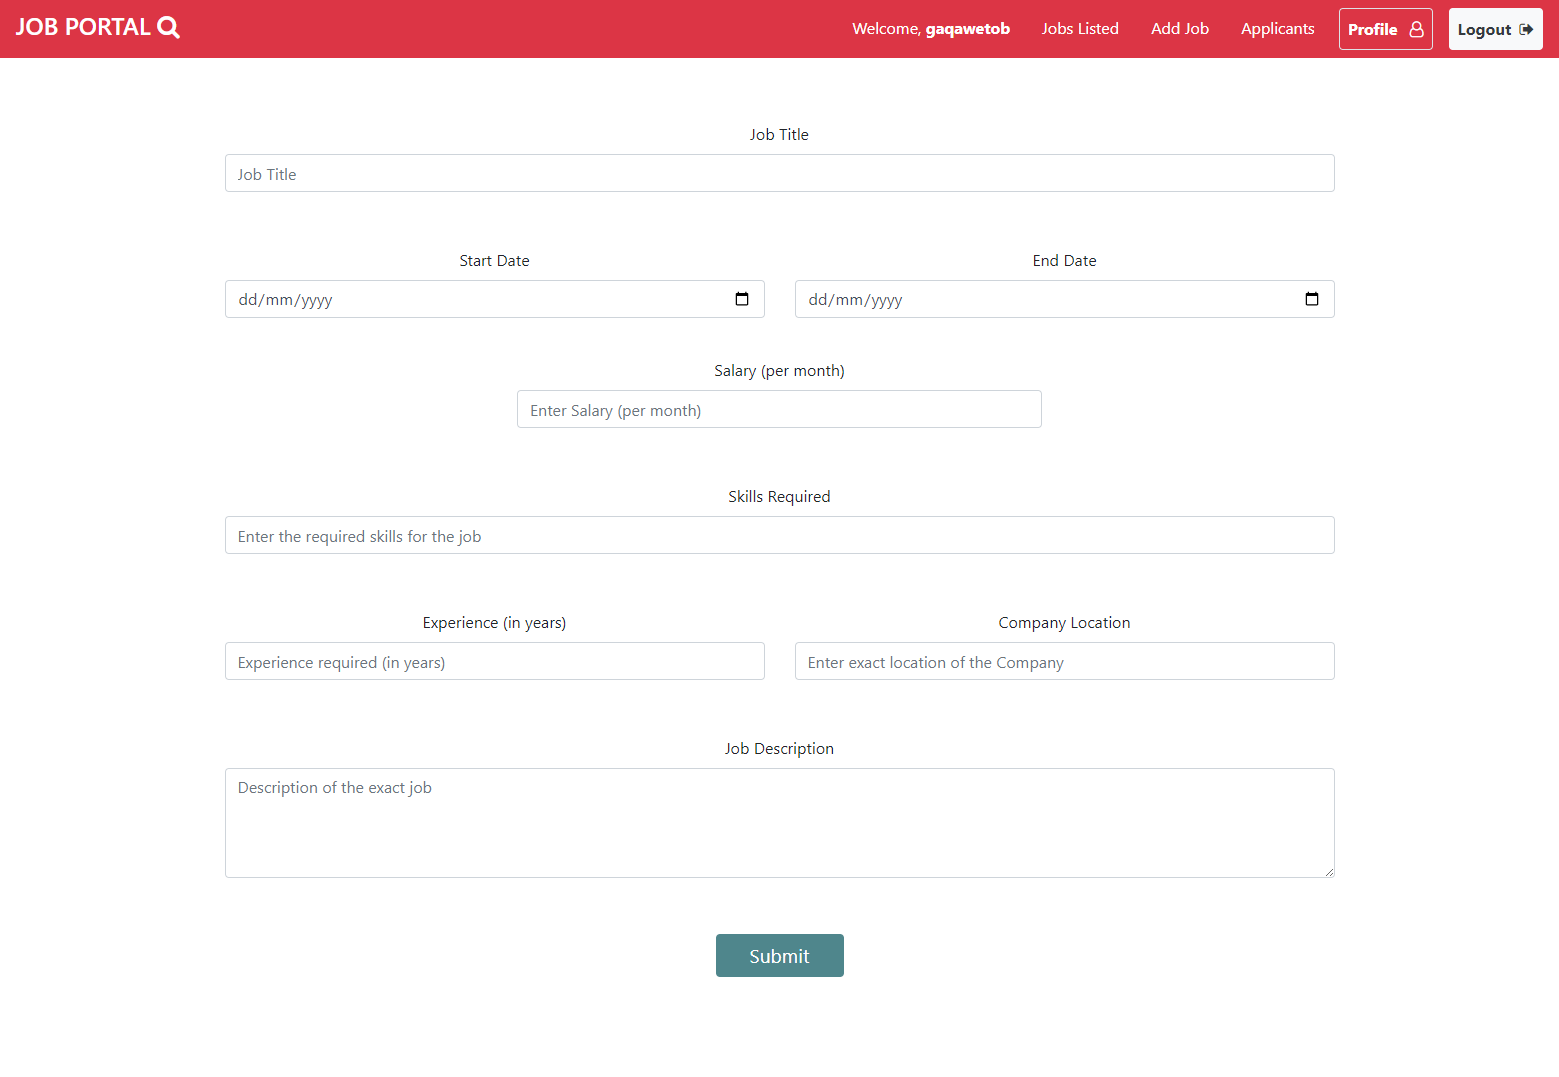 JOB PORTAL
Welcome, gaqawetob Jobs Listed Add Job Applicants Profile Logout
Job Title
Job Title
Start Date End Date
dd/mm/yyyy dd/mm/yyyy
Salary (per month)
Enter Salary (per month)
Skills Required
Enter the required skills for the job
Experience (in years) Company Location
Experience required (in years) Enter exact location of the Company
Job Description
Description of the exact job
Submit